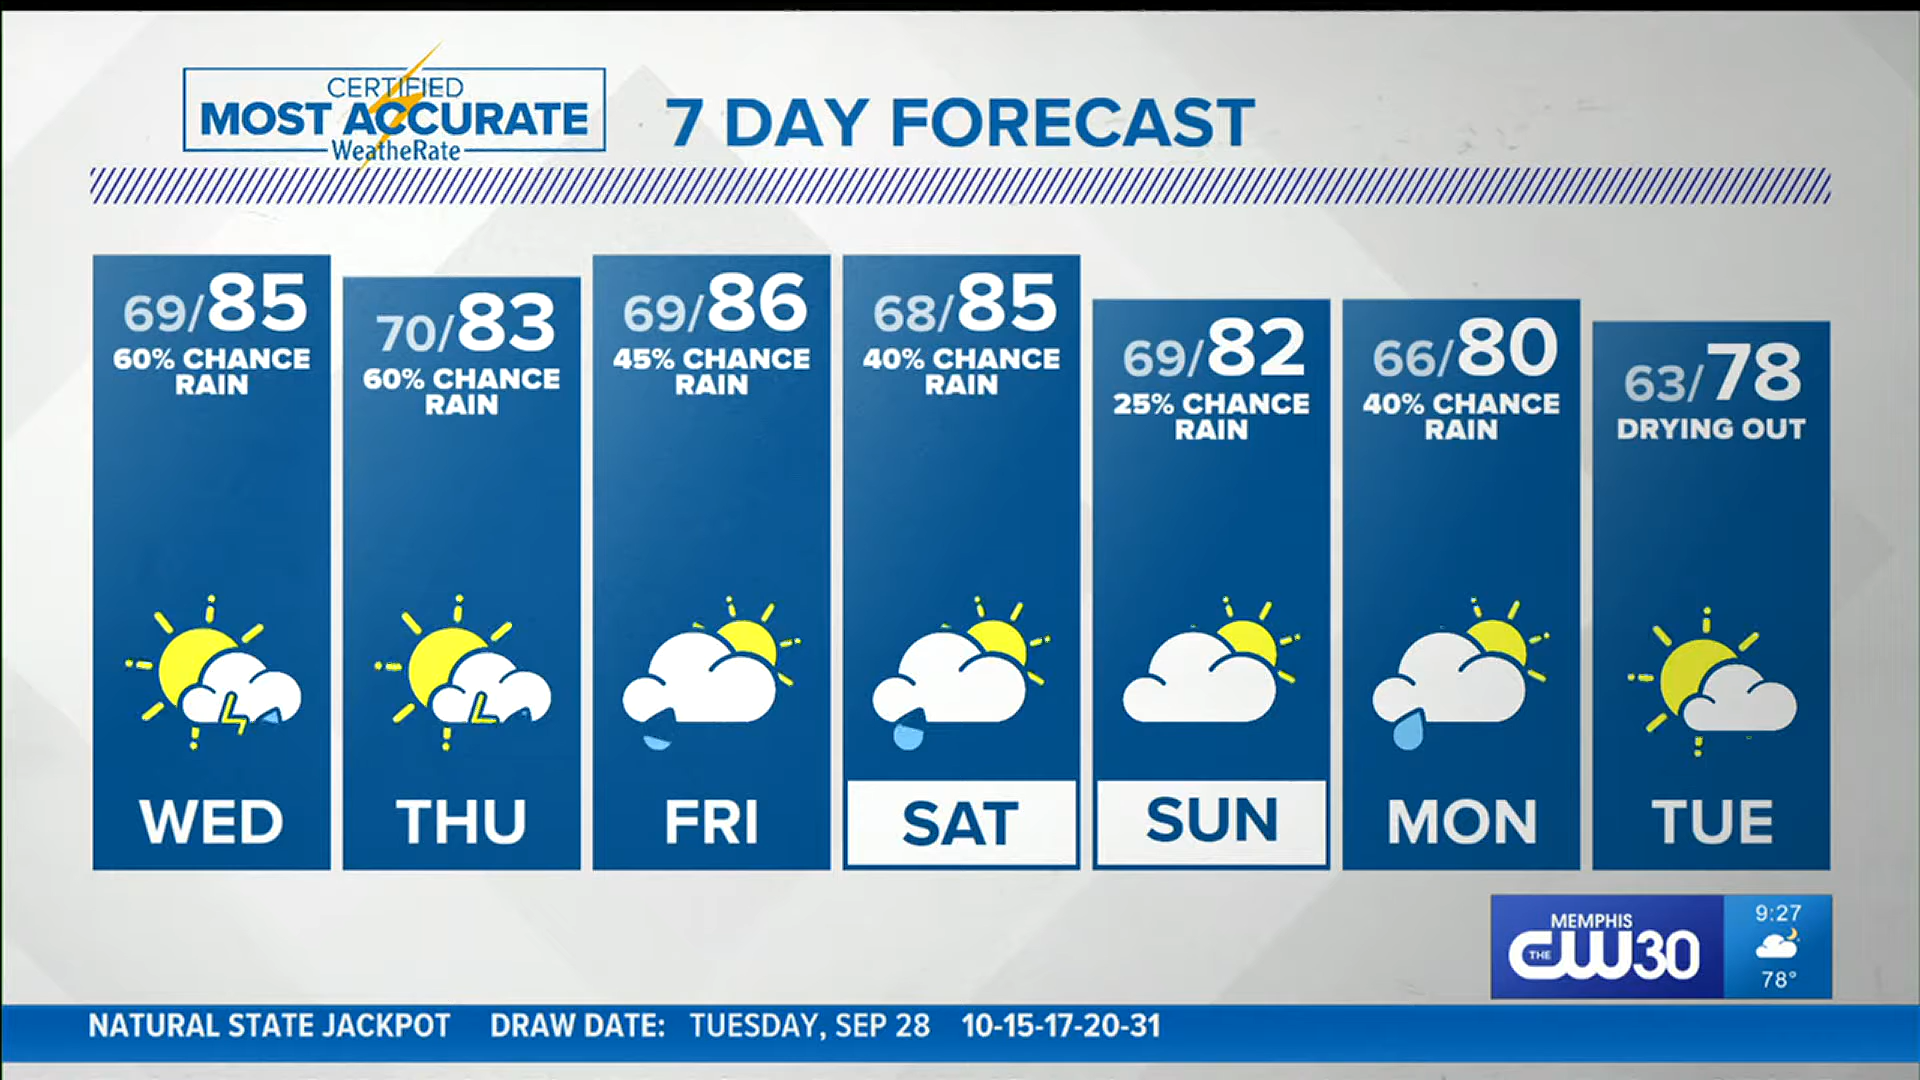 CERTIFIED
MOST ACCURATE
WeatheRate
7 DAY FORECAST
69/85
60% CHANCE
RAIN
WED
70/83
60% CHANCE
RAIN
THU
69/86
45% CHANCE
RAIN
FRI
68/85
40% CHANCE
RAIN
SAT
69/82
25% CHANCE
RAIN
SUN
66/80
40% CHANCE
RAIN
MON
63/78
DRYING OUT
TUE
MEMPHIS
THE CW30
9:27
78°
NATURAL STATE JACKPOT DRAW DATE: TUESDAY, SEP 28 10-15-17-20-31